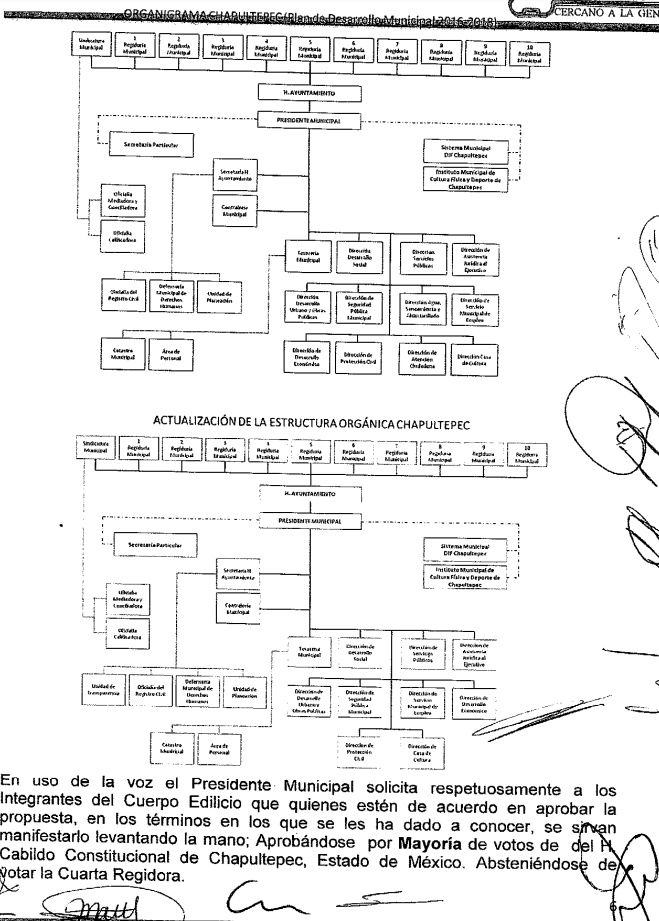 CERCANO A LA GEN
ORGANIGRAMA CHAPULTEPEC (Plan de Desarrollo Municipal 2016-2018)
Sindicatura Municipal
1 Regiduría Municipal
2 Regiduría Municipal
3 Regiduría Municipal
4 Regiduría Municipal
5 Regiduría Municipal
6 Regiduría Municipal
7 Regiduría Municipal
8 Regiduría Municipal
9 Regiduría Municipal
10 Regiduría Municipal
H. AYUNTAMIENTO
PRESIDENTE MUNICIPAL
Secretaría Particular
Sistema Municipal
DIF Chapultepec
Instituto Municipal de
Cultura Física y Deporte de
Chapultepec
Secretaría H
Ayuntamiento
Contraloría
Municipal
Oficialía
Mediadora y
Conciliadora
Oficialía
Calificadora
Tesorería
Municipal
Dirección
Desarrollo
Social
Dirección
Servicios
Públicos
Dirección de
Asistencia
Jurídica al
Ejecutivo
Oficialía del
Registro Civil
Defensoría
Municipal de
Derechos
Humanos
Unidad de
Planeación
Dirección
Desarrollo
Urbano y Obras
Públicas
Dirección de
Seguridad
Pública
Municipal
Dirección Agua,
Saneamiento y
Alcantarillado
Dirección de
Servicio
Municipal de
Empleo
Catastro
Municipal
Área de
Personal
Dirección de
Desarrollo
Económico
Dirección de
Protección Civil
Dirección de
Atención
Ciudadana
Dirección Casa
de Cultura
ACTUALIZACIÓN DE LA ESTRUCTURA ORGÁNICA CHAPULTEPEC
Sindicatura Municipal
1 Regiduría Municipal
2 Regiduría Municipal
3 Regiduría Municipal
4 Regiduría Municipal
5 Regiduría Municipal
6 Regiduría Municipal
7 Regiduría Municipal
8 Regiduría Municipal
9 Regiduría Municipal
10 Regiduría Municipal
H. AYUNTAMIENTO
PRESIDENTE MUNICIPAL
Secretaría Particular
Sistema Municipal
DIF Chapultepec
Instituto Municipal de
Cultura Física y Deporte de
Chapultepec
Secretaría H
Ayuntamiento
Contraloría
Municipal
Oficialía
Mediadora y
Conciliadora
Oficialía
Calificadora
Tesorería
Municipal
Dirección de
Desarrollo
Social
Dirección de
Servicios
Públicos
Dirección de
Asistencia
Jurídica al
Ejecutivo
Unidad de
Transparencia
Oficialía del
Registro Civil
Defensoría
Municipal de
Derechos
Humanos
Unidad de
Planeación
Dirección de
Desarrollo
Urbano y
Obras Públicas
Dirección de
Seguridad
Pública
Municipal
Dirección de
Servicio
Municipal de
Empleo
Dirección de
Desarrollo
Económico
Catastro
Municipal
Área de
Personal
Dirección de
Protección
Civil
Dirección de
Casa de
Cultura
En uso de la voz el Presidente Municipal solicita respetuosamente a los
Integrantes del Cuerpo Edilicio que quienes estén de acuerdo en aprobar la
propuesta, en los términos en los que se les ha dado a conocer, se sirvan
manifestarlo levantando la mano; Aprobándose por Mayoría de votos de del H.
Cabildo Constitucional de Chapultepec, Estado de México. Absteniéndose de
votar la Cuarta Regidora.
6